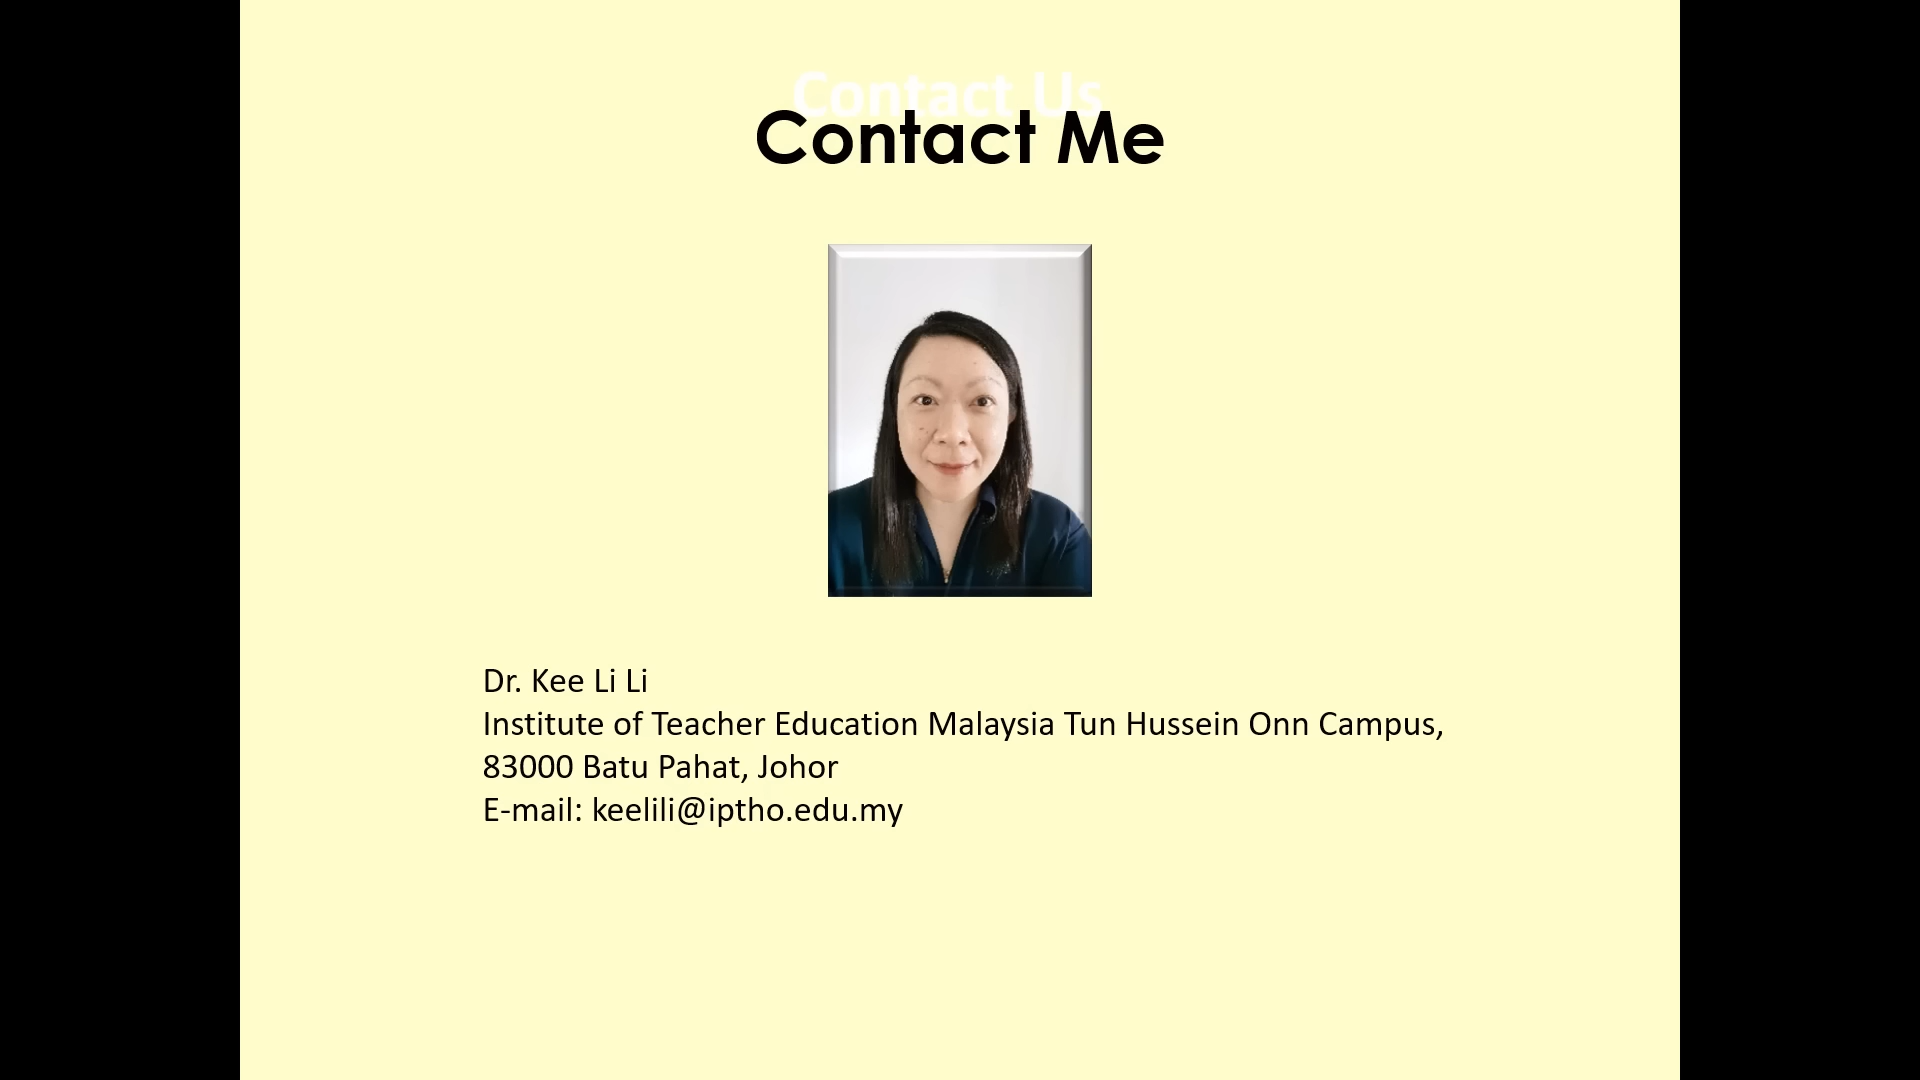 Contact Us
Contact Me
Dr. Kee Li Li
Institute of Teacher Education Malaysia Tun Hussein Onn Campus,
83000 Batu Pahat, Johor
E-mail: keelili@iptho.edu.my